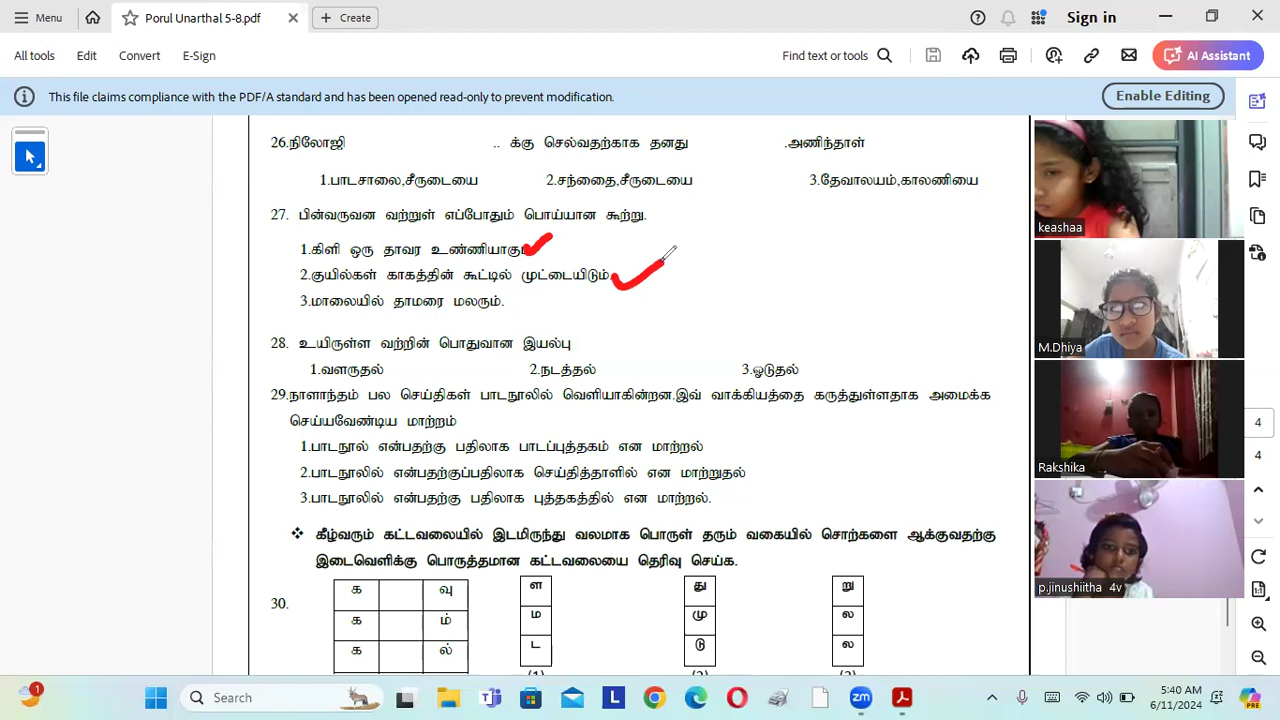 Menu
Porul Unarthal 5-8.pdf
Create
Sign in
All tools
Edit
Convert
E-Sign
Find text or tools
AI Assistant
This file claims compliance with the PDF/A standard and has been opened read-only to prevent modification.
Enable Editing
26.நிலோஜி .. க்கு செல்வதற்காக தனது .அணிந்தாள்
1.பாடசாலை,சீருடையை 2.சந்தை,சீருடையை 3.தேவாலயம்,காலணியை
27. பின்வருவன வற்றுள் எப்போதும் பொய்யான கூற்று.
1.கிளி ஒரு தாவர உண்ணியாகும்
2.குயில்கள் காகத்தின் கூட்டில் முட்டையிடும்.
3.மாலையில் தாமரை மலரும்.
28. உயிருள்ள வற்றின் பொதுவான இயல்பு
1.வளருதல் 2.நடத்தல் 3.ஓடுதல்
29.நாளாந்தம் பல செய்திகள் பாடநூலில் வெளியாகின்றன.இவ் வாக்கியத்தை கருத்துள்ளதாக அமைக்க
செய்யவேண்டிய மாற்றம்
1.பாடநூல் என்பதற்கு பதிலாக பாடப்புத்தகம் என மாற்றல்
2.பாடநூலில் என்பதற்குப்பதிலாக செய்தித்தாளில் என மாற்றுதல்
3.பாடநூலில் என்பதற்கு பதிலாக புத்தகத்தில் என மாற்றல்.
❖ கீழ்வரும் கட்டவலையில் இடமிருந்து வலமாக பொருள் தரும் வகையில் சொற்களை ஆக்குவதற்கு
இடைவெளிக்கு பொருத்தமான கட்டவலையை தெரிவு செய்க.
30.
க வு ள து று
க ம் ம மு ல
க ல் ட டு ல
keashaa
M.Dhiya
Rakshika
p.jinushiitha 4v
4
4
1
Search
5:40 AM
6/11/2024